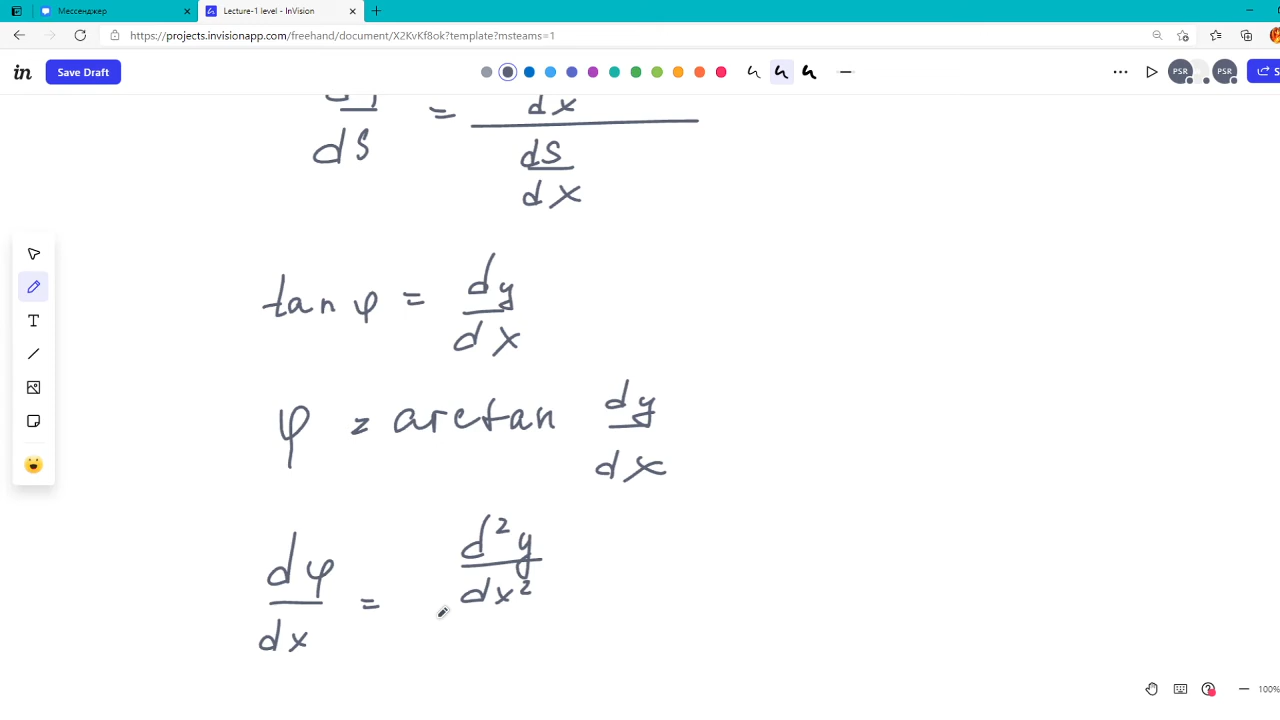 Мессенджер
Lecture-1 level - InVision
https://projects.invisionapp.com/freehand/document/X2KvKf8ok?template?msteams=1
in
Save Draft
PSR
PSR
S
dS = dx
dS
dx
tan φ = dy
dx
φ = arctan dy
dx
dφ = d²y
dx dx²
T
100%